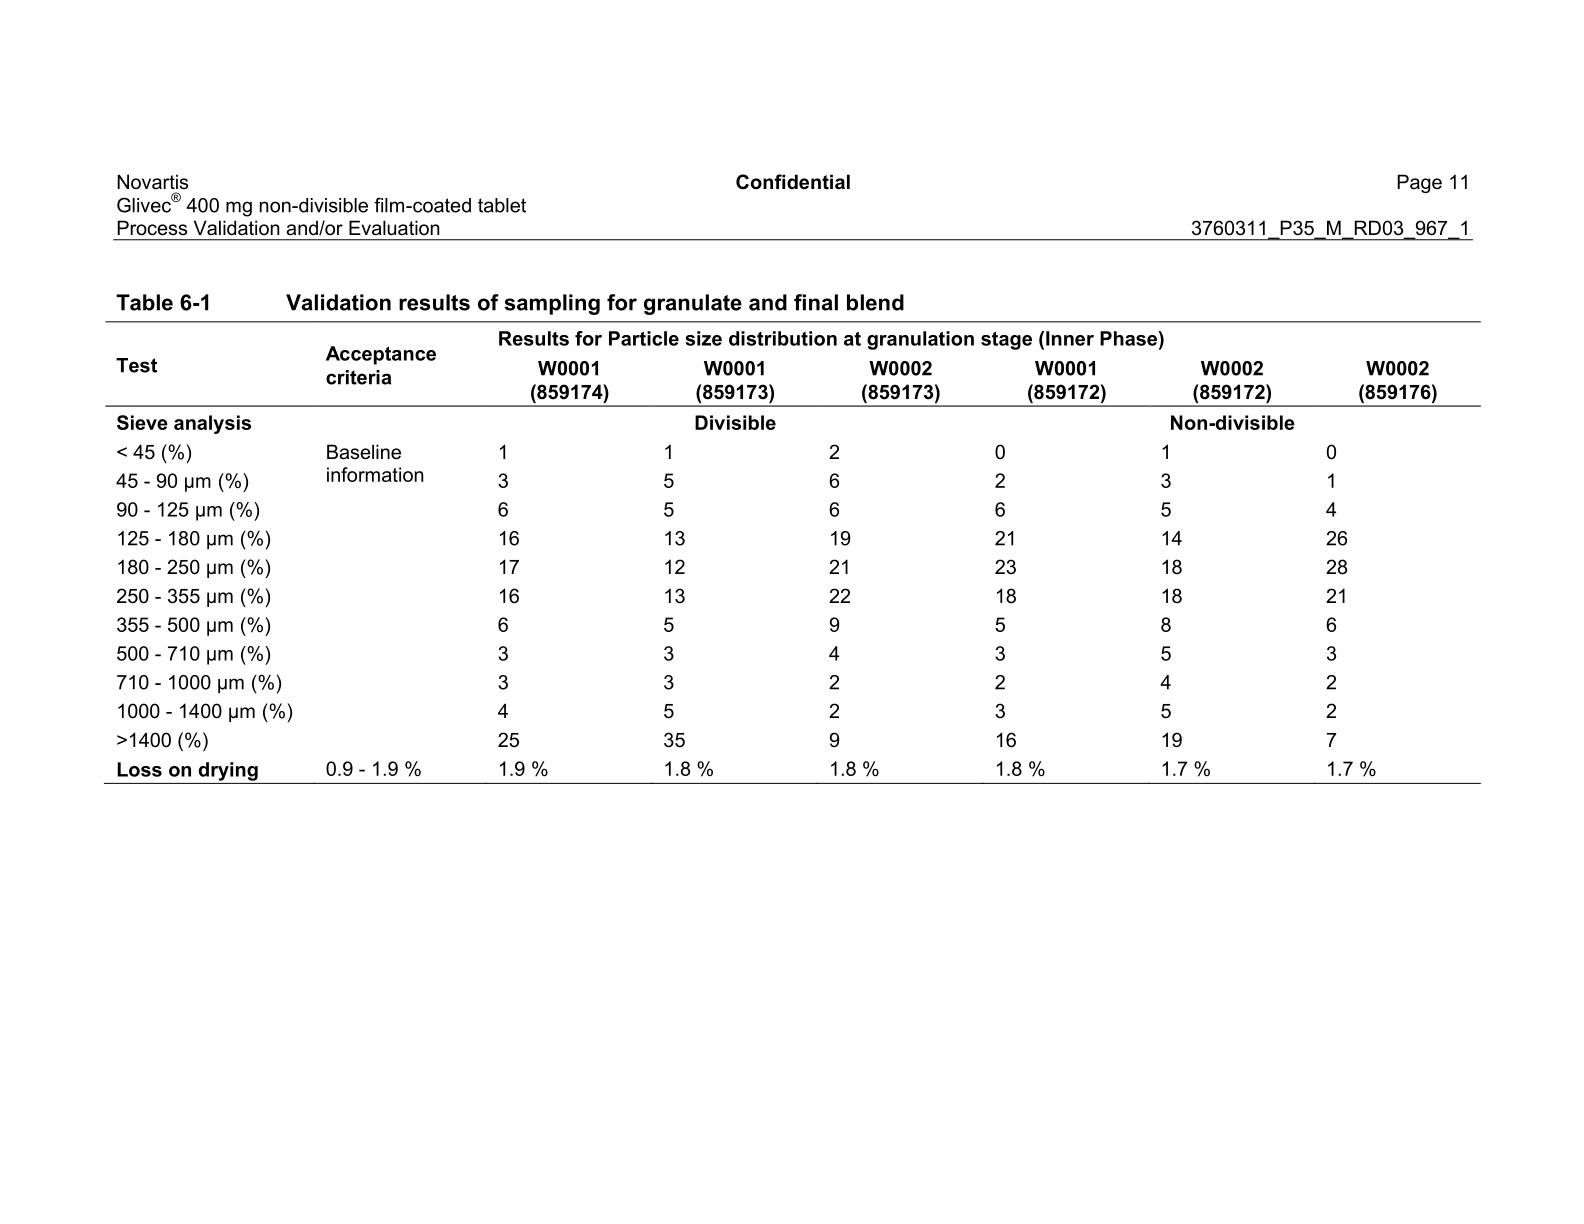 Novartis Confidential Page 11
Glivec® 400 mg non-divisible film-coated tablet
Process Validation and/or Evaluation 3760311_P35_M_RD03_967_1
Table 6-1 Validation results of sampling for granulate and final blend
Test Acceptance criteria Results for Particle size distribution at granulation stage (Inner Phase)
W0001 W0001 W0002 W0001 W0002 W0002
(859174) (859173) (859173) (859172) (859172) (859176)
Sieve analysis Divisible Non-divisible
< 45 (%) Baseline information 1 1 2 0 1 0
45 - 90 µm (%) 3 5 6 2 3 1
90 - 125 µm (%) 6 5 6 6 5 4
125 - 180 µm (%) 16 13 19 21 14 26
180 - 250 µm (%) 17 12 21 23 18 28
250 - 355 µm (%) 16 13 22 18 18 21
355 - 500 µm (%) 6 5 9 5 8 6
500 - 710 µm (%) 3 3 4 3 5 3
710 - 1000 µm (%) 3 3 2 2 4 2
1000 - 1400 µm (%) 4 5 2 3 5 2
>1400 (%) 25 35 9 16 19 7
Loss on drying 0.9 - 1.9 % 1.9 % 1.8 % 1.8 % 1.8 % 1.7 % 1.7 %